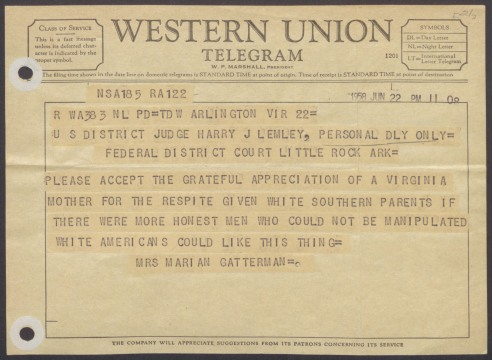 CLASS OF SERVICE
This is a fast message
unless its deferred char-
acter is indicated by the
proper symbol.
WESTERN UNION
TELEGRAM
W. P. MARSHALL, PRESIDENT
1201
SYMBOLS
DL=Day Letter
NL=Night Letter
LT=International Letter Telegram
The filing time shown in the date line on domestic telegrams is STANDARD TIME at point of origin. Time of receipt is STANDARD TIME at point of destination
NSA185 RA122
1958 JUN 22 PM 11 08
R WA363 NL PD=TDW ARLINGTON VIR 22=
U S DISTRICT JUDGE HARRY J LEMLEY, PERSONAL DLY ONLY=
FEDERAL DISTRICT COURT LITTLE ROCK ARK=
PLEASE ACCEPT THE GRATEFUL APPRECIATION OF A VIRGINIA
MOTHER FOR THE RESPITE GIVEN WHITE SOUTHERN PARENTS IF
THERE WERE MORE HONEST MEN WHO COULD NOT BE MANIPULATED
WHITE AMERICANS COULD LIKE THIS THING=
MRS MARIAN GATTERMAN=
THE COMPANY WILL APPRECIATE SUGGESTIONS FROM ITS PATRONS CONCERNING ITS SERVICE